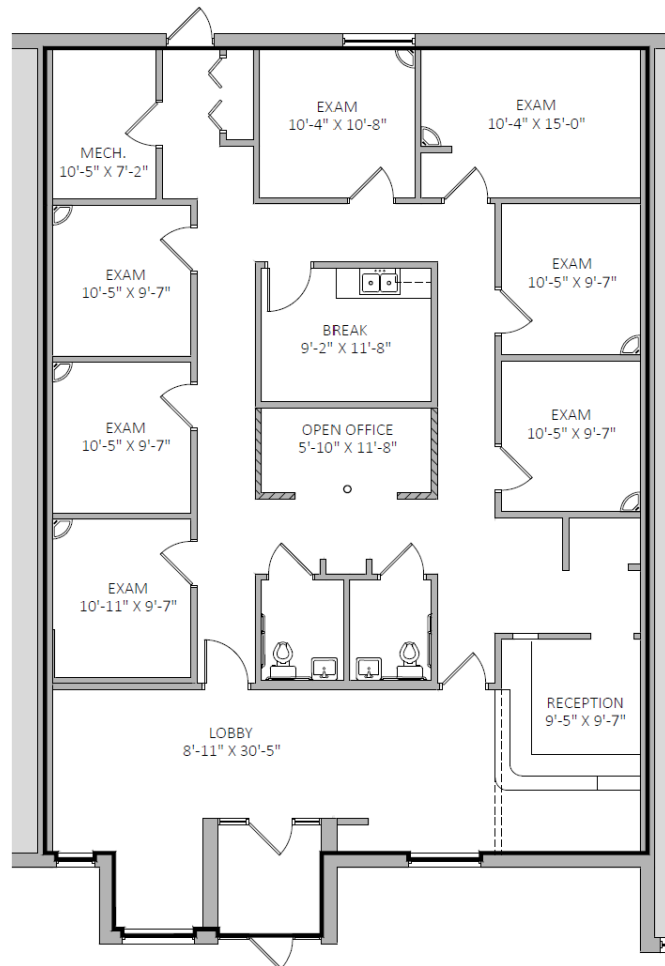 EXAM
10'-4" X 10'-8"
EXAM
10'-4" X 15'-0"
MECH.
10'-5" X 7'-2"
EXAM
10'-5" X 9'-7"
EXAM
10'-5" X 9'-7"
BREAK
9'-2" X 11'-8"
EXAM
10'-5" X 9'-7"
EXAM
10'-5" X 9'-7"
OPEN OFFICE
5'-10" X 11'-8"
EXAM
10'-11" X 9'-7"
RECEPTION
9'-5" X 9'-7"
LOBBY
8'-11" X 30'-5"